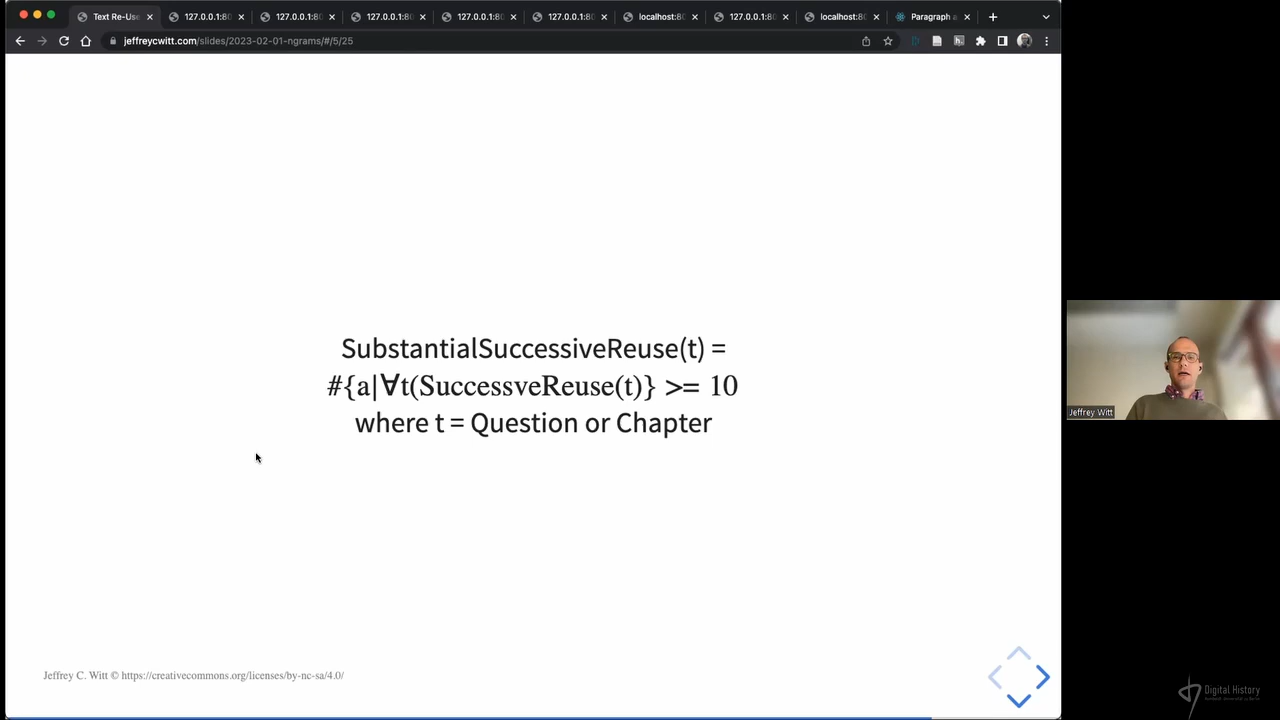 Text Re-Use
127.0.0.1:80
127.0.0.1:80
127.0.0.1:80
127.0.0.1:80
127.0.0.1:80
localhost:80
127.0.0.1:80
localhost:80
Paragraph a
jeffreycwitt.com/slides/2023-02-01-ngrams/#/5/25
SubstantialSuccessiveReuse(t) =
#{a|∀t(SuccessveReuse(t)} >= 10
where t = Question or Chapter
Jeffrey Witt
Jeffrey C. Witt © https://creativecommons.org/licenses/by-nc-sa/4.0/
Digital History